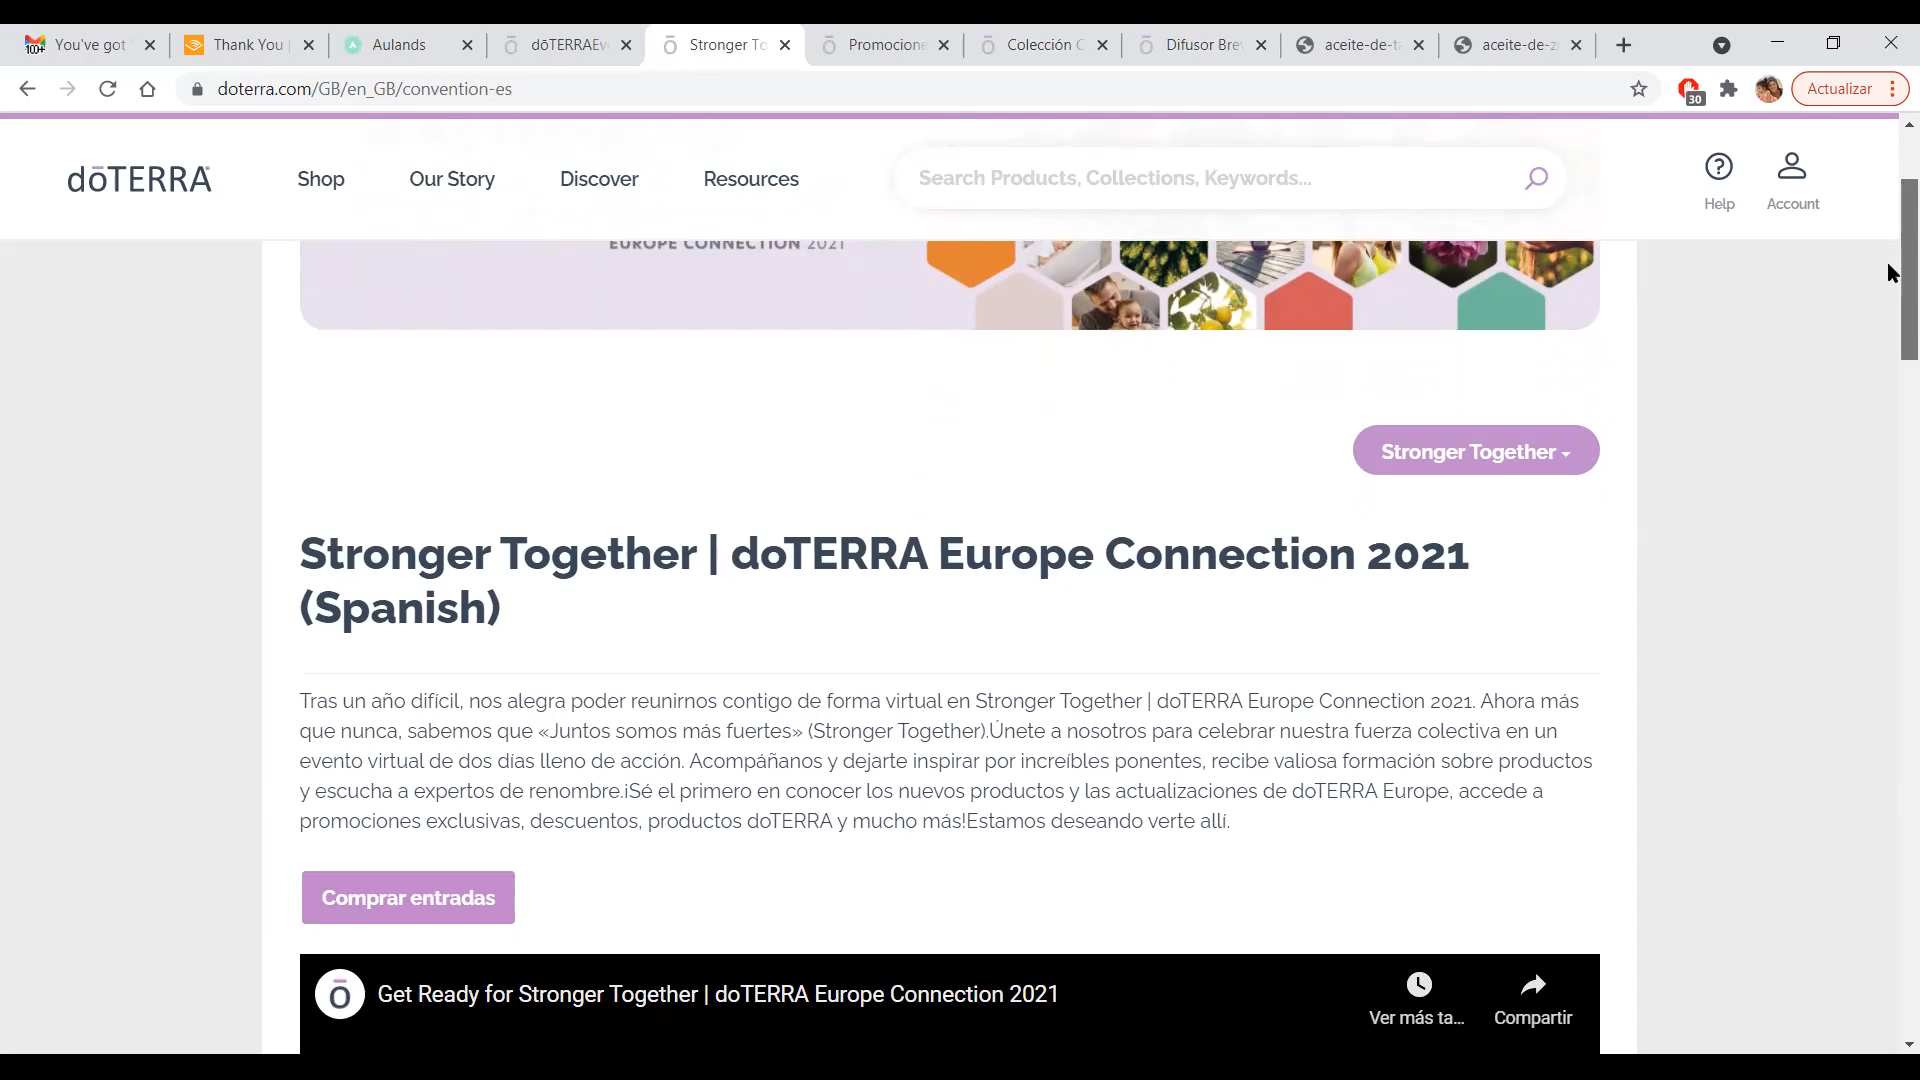 You've got
Thank You
Aulands
dōTERRAEv
Stronger To
Promocione
Colección C
Difusor Bre
aceite-de-ta
aceite-de-z
doterra.com/GB/en_GB/convention-es
30
Actualizar
dōTERRA
Shop
Our Story
Discover
Resources
Search Products, Collections, Keywords...
Help
Account
EUROPE CONNECTION 2021
Stronger Together
Stronger Together | doTERRA Europe Connection 2021
(Spanish)
Tras un año difícil, nos alegra poder reunirnos contigo de forma virtual en Stronger Together | doTERRA Europe Connection 2021. Ahora más
que nunca, sabemos que «Juntos somos más fuertes» (Stronger Together).Únete a nosotros para celebrar nuestra fuerza colectiva en un
evento virtual de dos días lleno de acción. Acompáñanos y dejarte inspirar por increíbles ponentes, recibe valiosa formación sobre productos
y escucha a expertos de renombre.¡Sé el primero en conocer los nuevos productos y las actualizaciones de doTERRA Europe, accede a
promociones exclusivas, descuentos, productos doTERRA y mucho más!Estamos deseando verte allí.
Comprar entradas
Get Ready for Stronger Together | doTERRA Europe Connection 2021
Ver más ta...
Compartir